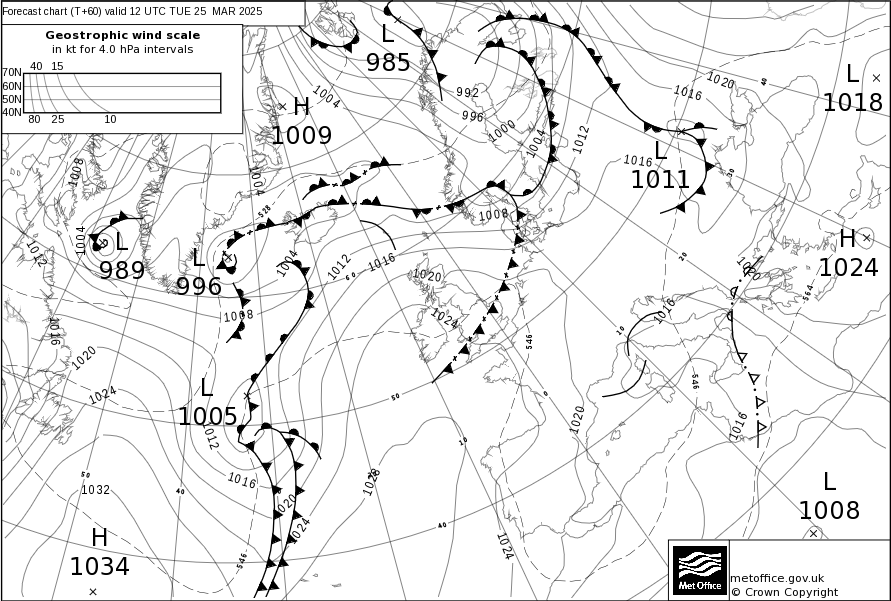 Forecast chart (T+60) valid 12 UTC TUE 25 MAR 2025
Geostrophic wind scale
in kt for 4.0 hPa intervals
40 15
70N
60N
50N
40N
80 25 10
L
985
H
1009
L
1018
L
1011
H
1024
L
989
L
996
L
1005
H
1034
L
1008
1004
992
996
1000
1004
1012
1016
1020
40
1016
30
1008
1004
528
1008
1004
1012
1012
1004
1016
60
1020
1024
1008
1016
1020
1024
1012
1016
1020
1024
1032
50
40
546
1028
1024
1020
10
40
50
0
546
10
20
1016
1020
564
546
1016
Met Office
metoffice.gov.uk
© Crown Copyright